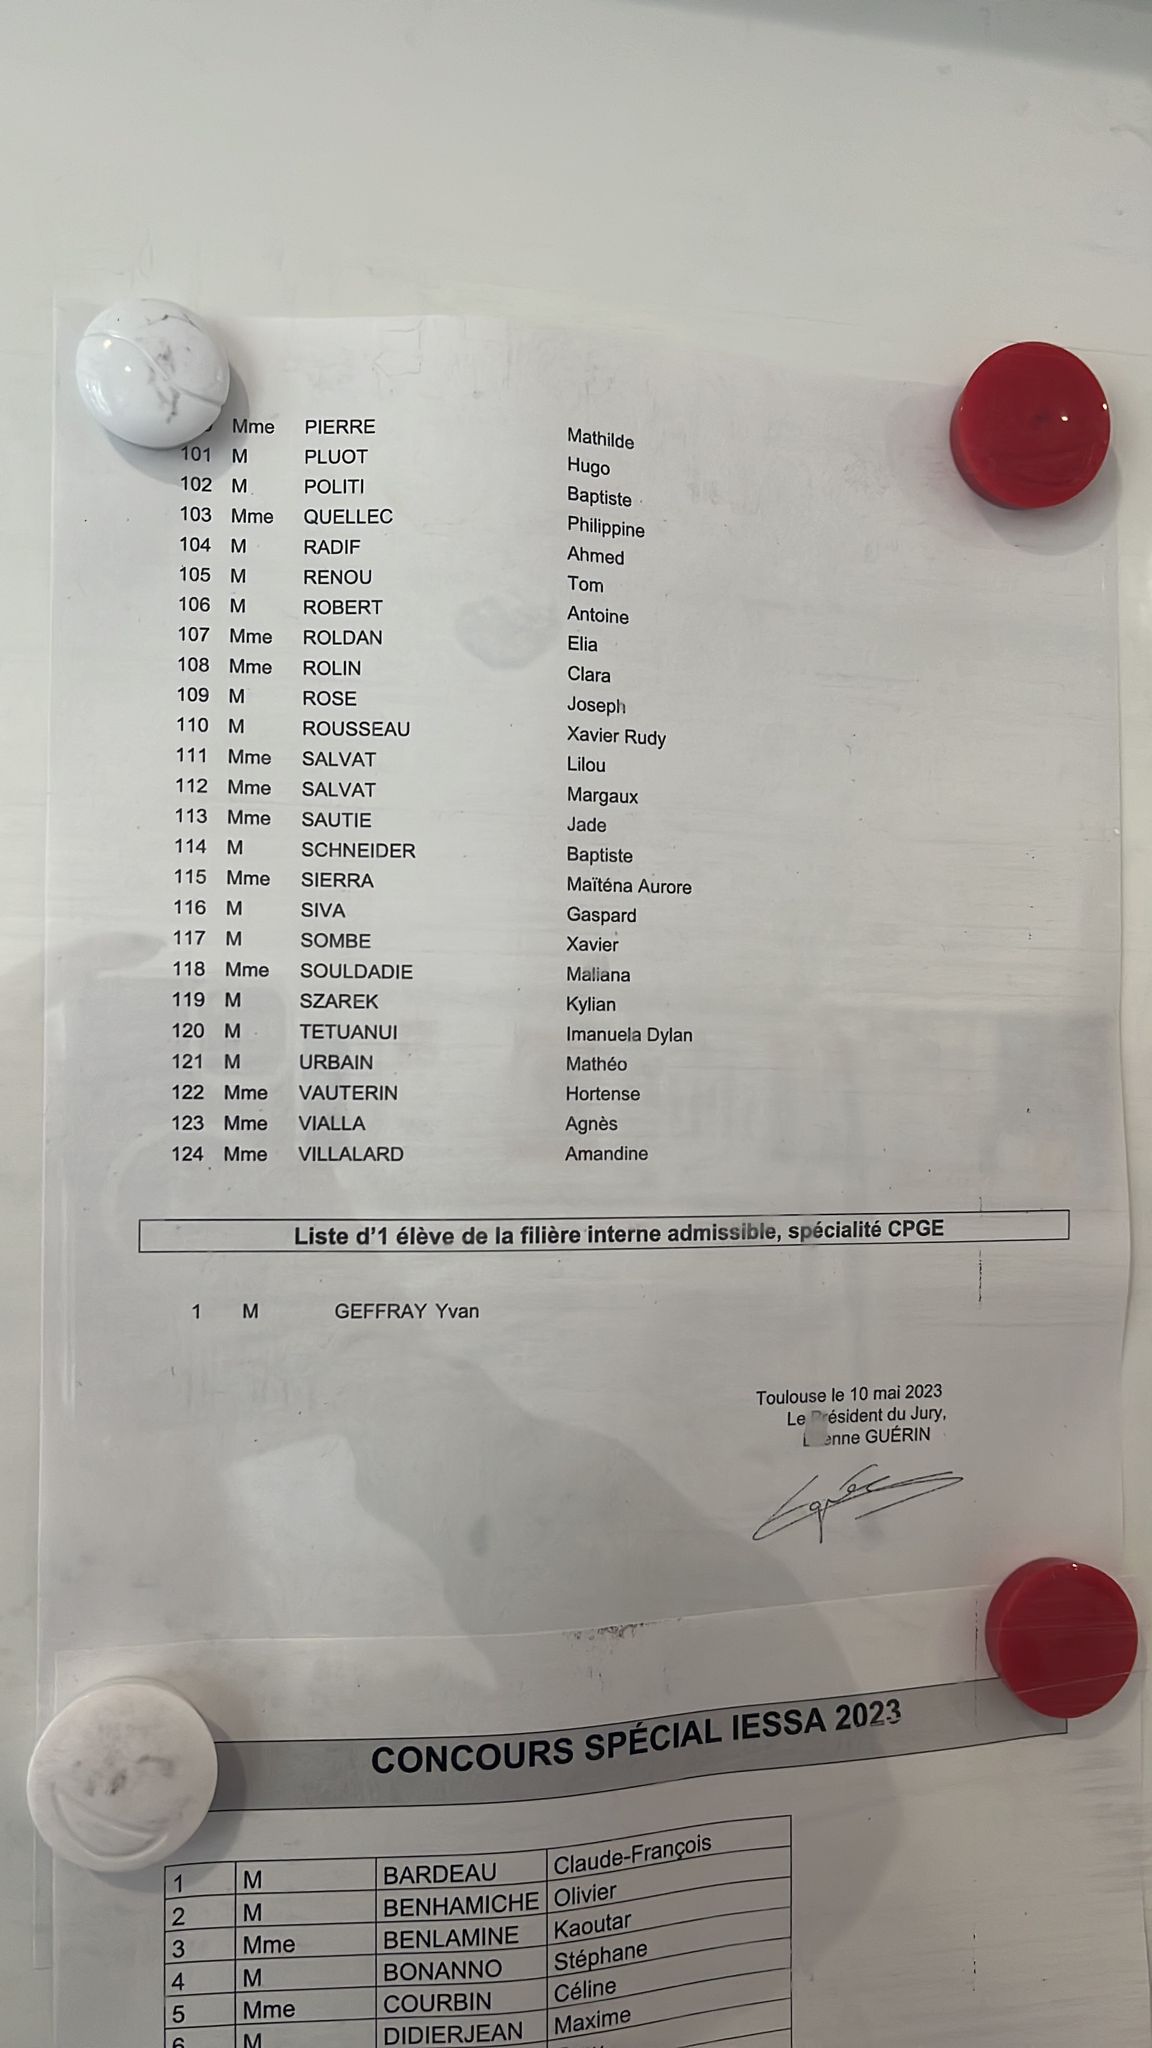 Mme PIERRE Mathilde
101 M PLUOT Hugo
102 M POLITI Baptiste
103 Mme QUELLEC Philippine
104 M RADIF Ahmed
105 M RENOU Tom
106 M ROBERT Antoine
107 Mme ROLDAN Elia
108 Mme ROLIN Clara
109 M ROSE Joseph
110 M ROUSSEAU Xavier Rudy
111 Mme SALVAT Lilou
112 Mme SALVAT Margaux
113 Mme SAUTIE Jade
114 M SCHNEIDER Baptiste
115 Mme SIERRA Maïténa Aurore
116 M SIVA Gaspard
117 M SOMBE Xavier
118 Mme SOULDADIE Maliana
119 M SZAREK Kylian
120 M TETUANUI Imanuela Dylan
121 M URBAIN Mathéo
122 Mme VAUTERIN Hortense
123 Mme VIALLA Agnès
124 Mme VILLALARD Amandine
Liste d'1 élève de la filière interne admissible, spécialité CPGE
1 M GEFFRAY Yvan
Toulouse le 10 mai 2023
Le Président du Jury,
GUÉRIN
CONCOURS SPÉCIAL IESSA 2023
1 M BARDEAU Claude-François
2 M BENHAMICHE Olivier
3 Mme BENLAMINE Kaoutar
4 M BONANNO Stéphane
5 Mme COURBIN Céline
6 M DIDIERJEAN Maxime